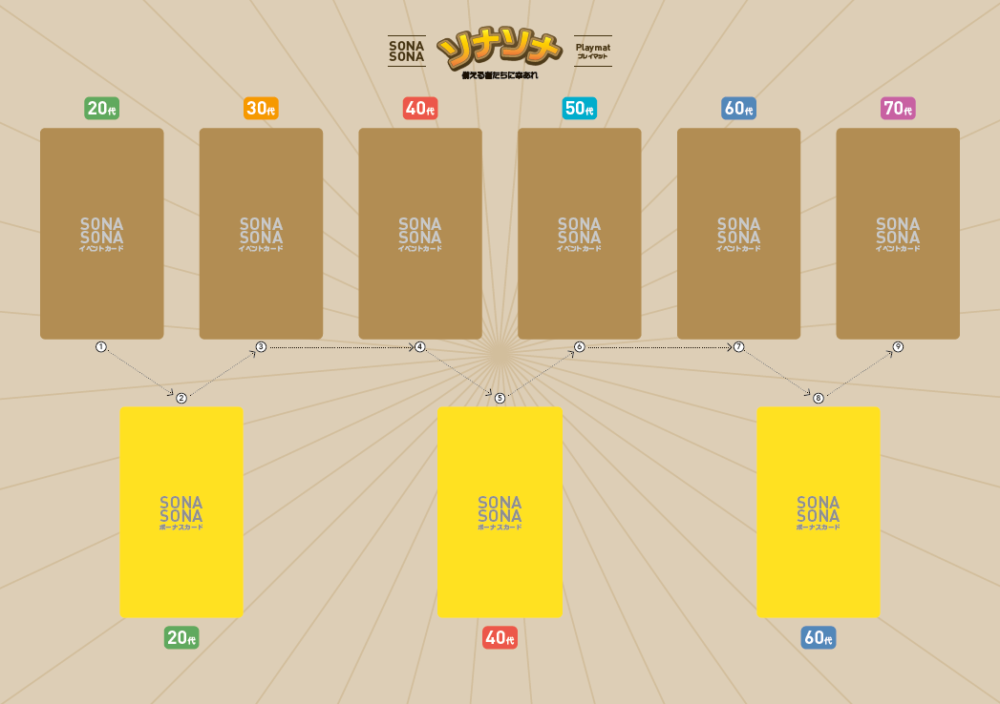 SONA
SONA
ソナソナ
備える者たちに幸あれ
Playmat
プレイマット
20代
30代
40代
50代
60代
70代
SONA
SONA
イベントカード
SONA
SONA
イベントカード
SONA
SONA
イベントカード
SONA
SONA
イベントカード
SONA
SONA
イベントカード
SONA
SONA
イベントカード
1
3
4
6
7
9
2
5
8
SONA
SONA
ボーナスカード
SONA
SONA
ボーナスカード
SONA
SONA
ボーナスカード
20代
40代
60代